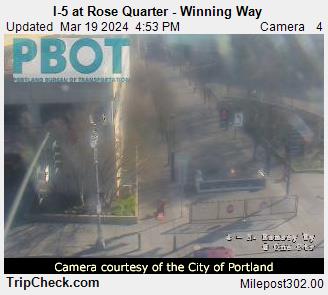 I-5 at Rose Quarter - Winning Way
Updated Mar 19 2024 4:53 PM Camera 4
PBOT
PORTLAND BUREAU OF TRANSPORTATION
Camera courtesy of the City of Portland
TripCheck.com Milepost302.00